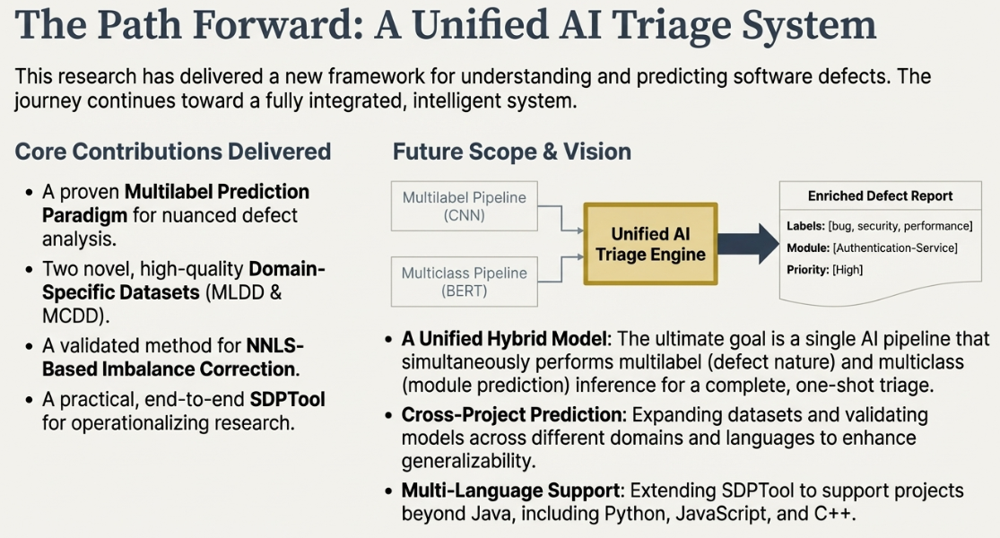 The Path Forward: A Unified AI Triage System
This research has delivered a new framework for understanding and predicting software defects. The
journey continues toward a fully integrated, intelligent system.
Core Contributions Delivered
• A proven Multilabel Prediction
Paradigm for nuanced defect
analysis.
• Two novel, high-quality Domain-
Specific Datasets (MLDD &
MCDD).
• A validated method for NNLS-
Based Imbalance Correction.
• A practical, end-to-end SDPTool
for operationalizing research.
Future Scope & Vision
Multilabel Pipeline
(CNN)
Multiclass Pipeline
(BERT)
Unified AI
Triage Engine
Enriched Defect Report
Labels: [bug, security, performance]
Module: [Authentication-Service]
Priority: [High]
• A Unified Hybrid Model: The ultimate goal is a single AI pipeline that
simultaneously performs multilabel (defect nature) and multiclass
(module prediction) inference for a complete, one-shot triage.
• Cross-Project Prediction: Expanding datasets and validating
models across different domains and languages to enhance
generalizability.
• Multi-Language Support: Extending SDPTool to support projects
beyond Java, including Python, JavaScript, and C++.